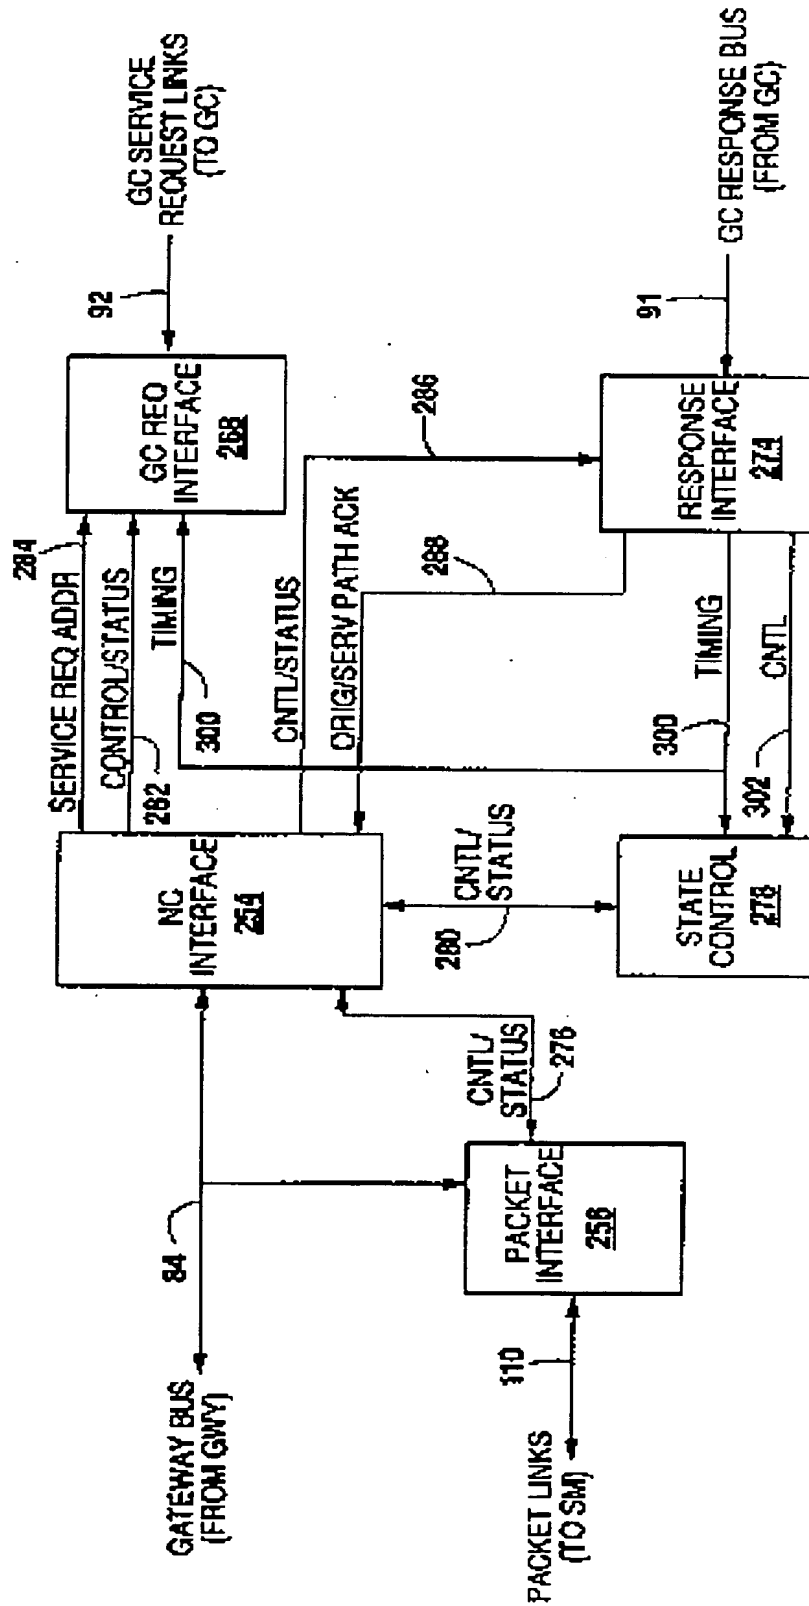 GATEWAY BUS
(FROM GWY)
84
PACKET LINKS
(TO SM)
110
PACKET
INTERFACE
256
CNTL/
STATUS
276
NC
INTERFACE
254
CNTL/
STATUS
280
STATE
CONTROL
278
SERVICE REQ ADDR
284
CONTROL/STATUS
282
TIMING
300
CNTL/STATUS
286
ORIG/SERV PATH ACK
288
TIMING
300
CNTL
302
GC REQ
INTERFACE
268
RESPONSE
INTERFACE
274
92
GC SERVICE
REQUEST LINKS
(TO GC)
91
GC RESPONSE BUS
(FROM GC)